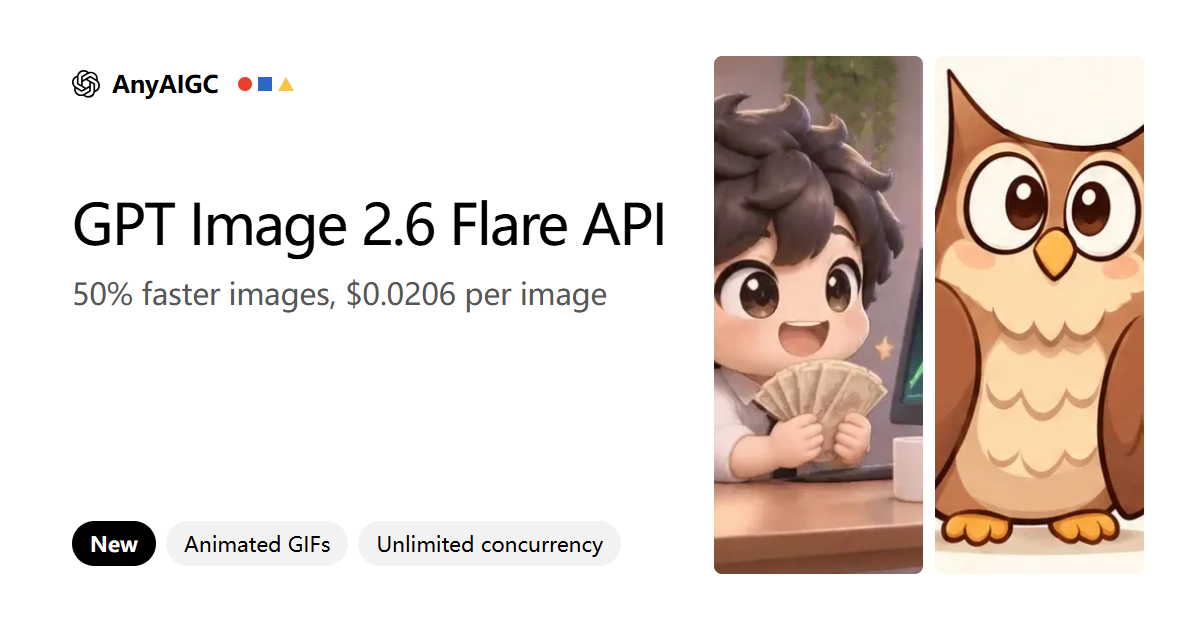 AnyAIGC
GPT Image 2.6 Flare API
50% faster images, $0.0206 per image
New
Animated GIFs
Unlimited concurrency